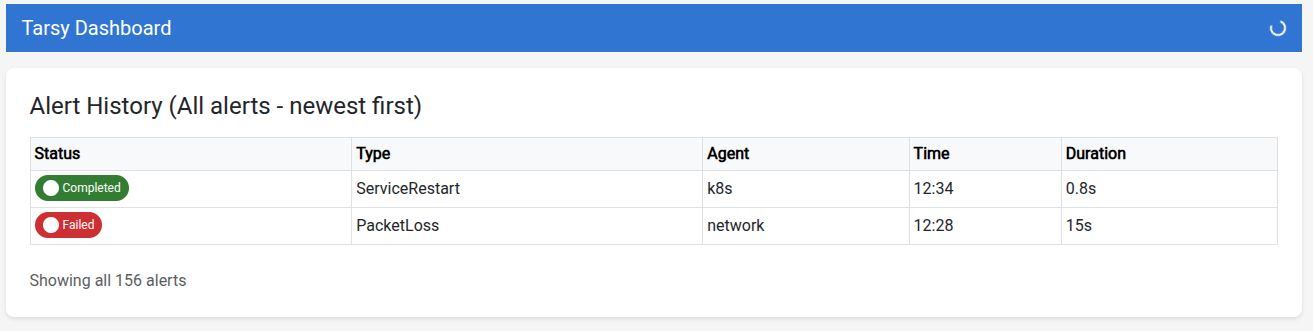 Tarsy Dashboard
Alert History (All alerts - newest first)
Status Type Agent Time Duration
Completed ServiceRestart k8s 12:34 0.8s
Failed PacketLoss network 12:28 15s
Showing all 156 alerts